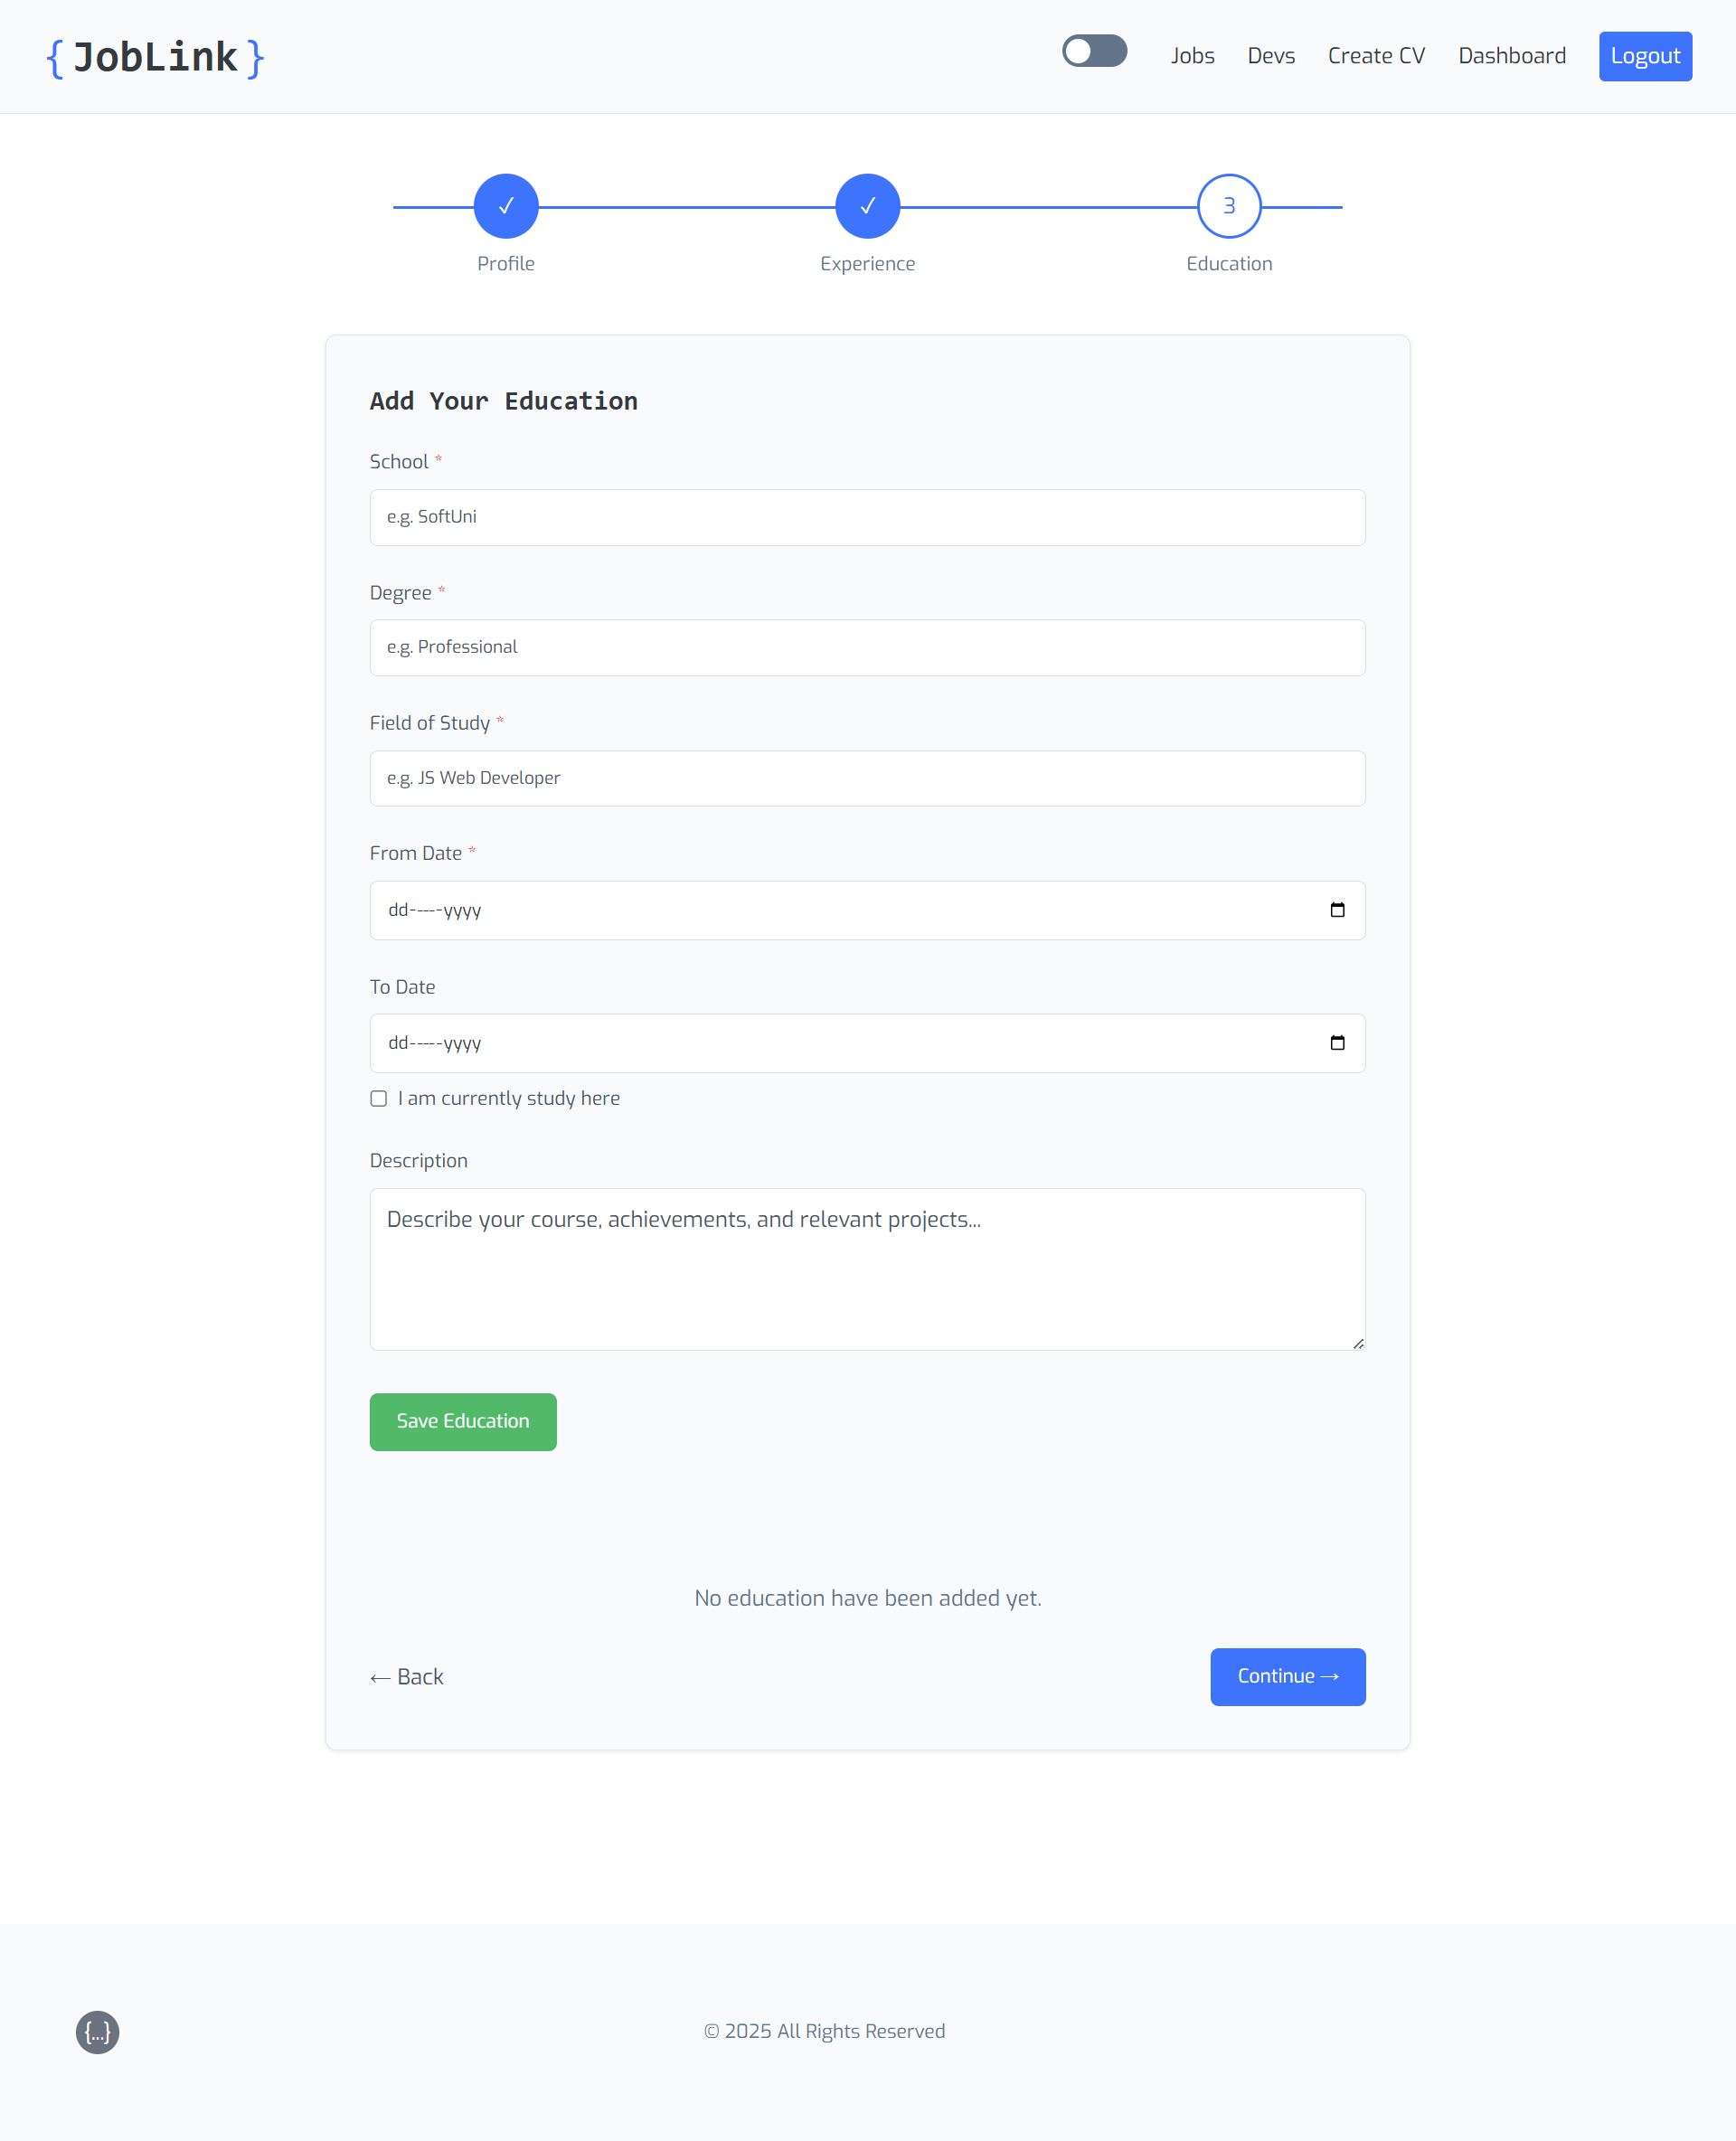 { JobLink }
Jobs Devs Create CV Dashboard Logout
✓ ✓ 3
Profile Experience Education
Add Your Education
School *
e.g. SoftUni
Degree *
e.g. Professional
Field of Study *
e.g. JS Web Developer
From Date *
dd----yyyy
To Date
dd-----yyyy
I am currently study here
Description
Describe your course, achievements, and relevant projects...
Save Education
No education have been added yet.
← Back Continue →
{...} © 2025 All Rights Reserved